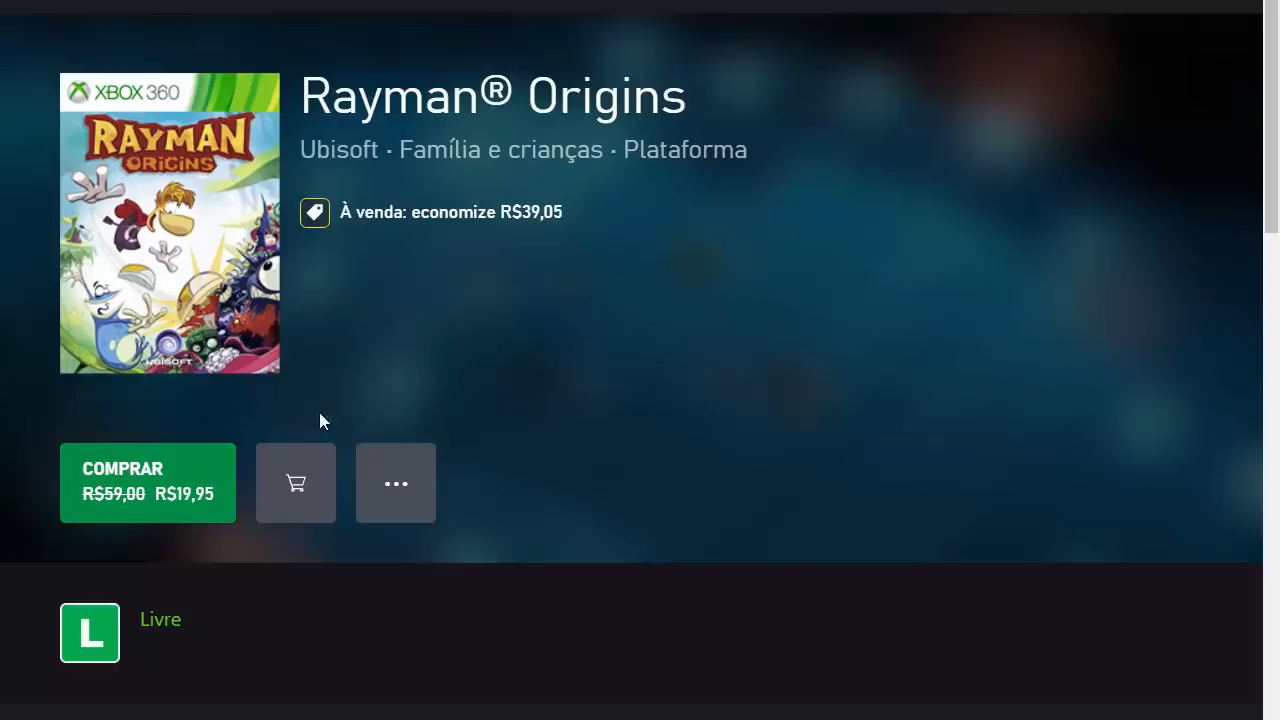 XBOX 360
RAYMAN
ORIGINS
UBISOFT
Rayman® Origins
Ubisoft · Família e crianças · Plataforma
À venda: economize R$39,05
COMPRAR
R$59,00 R$19,95
L
Livre